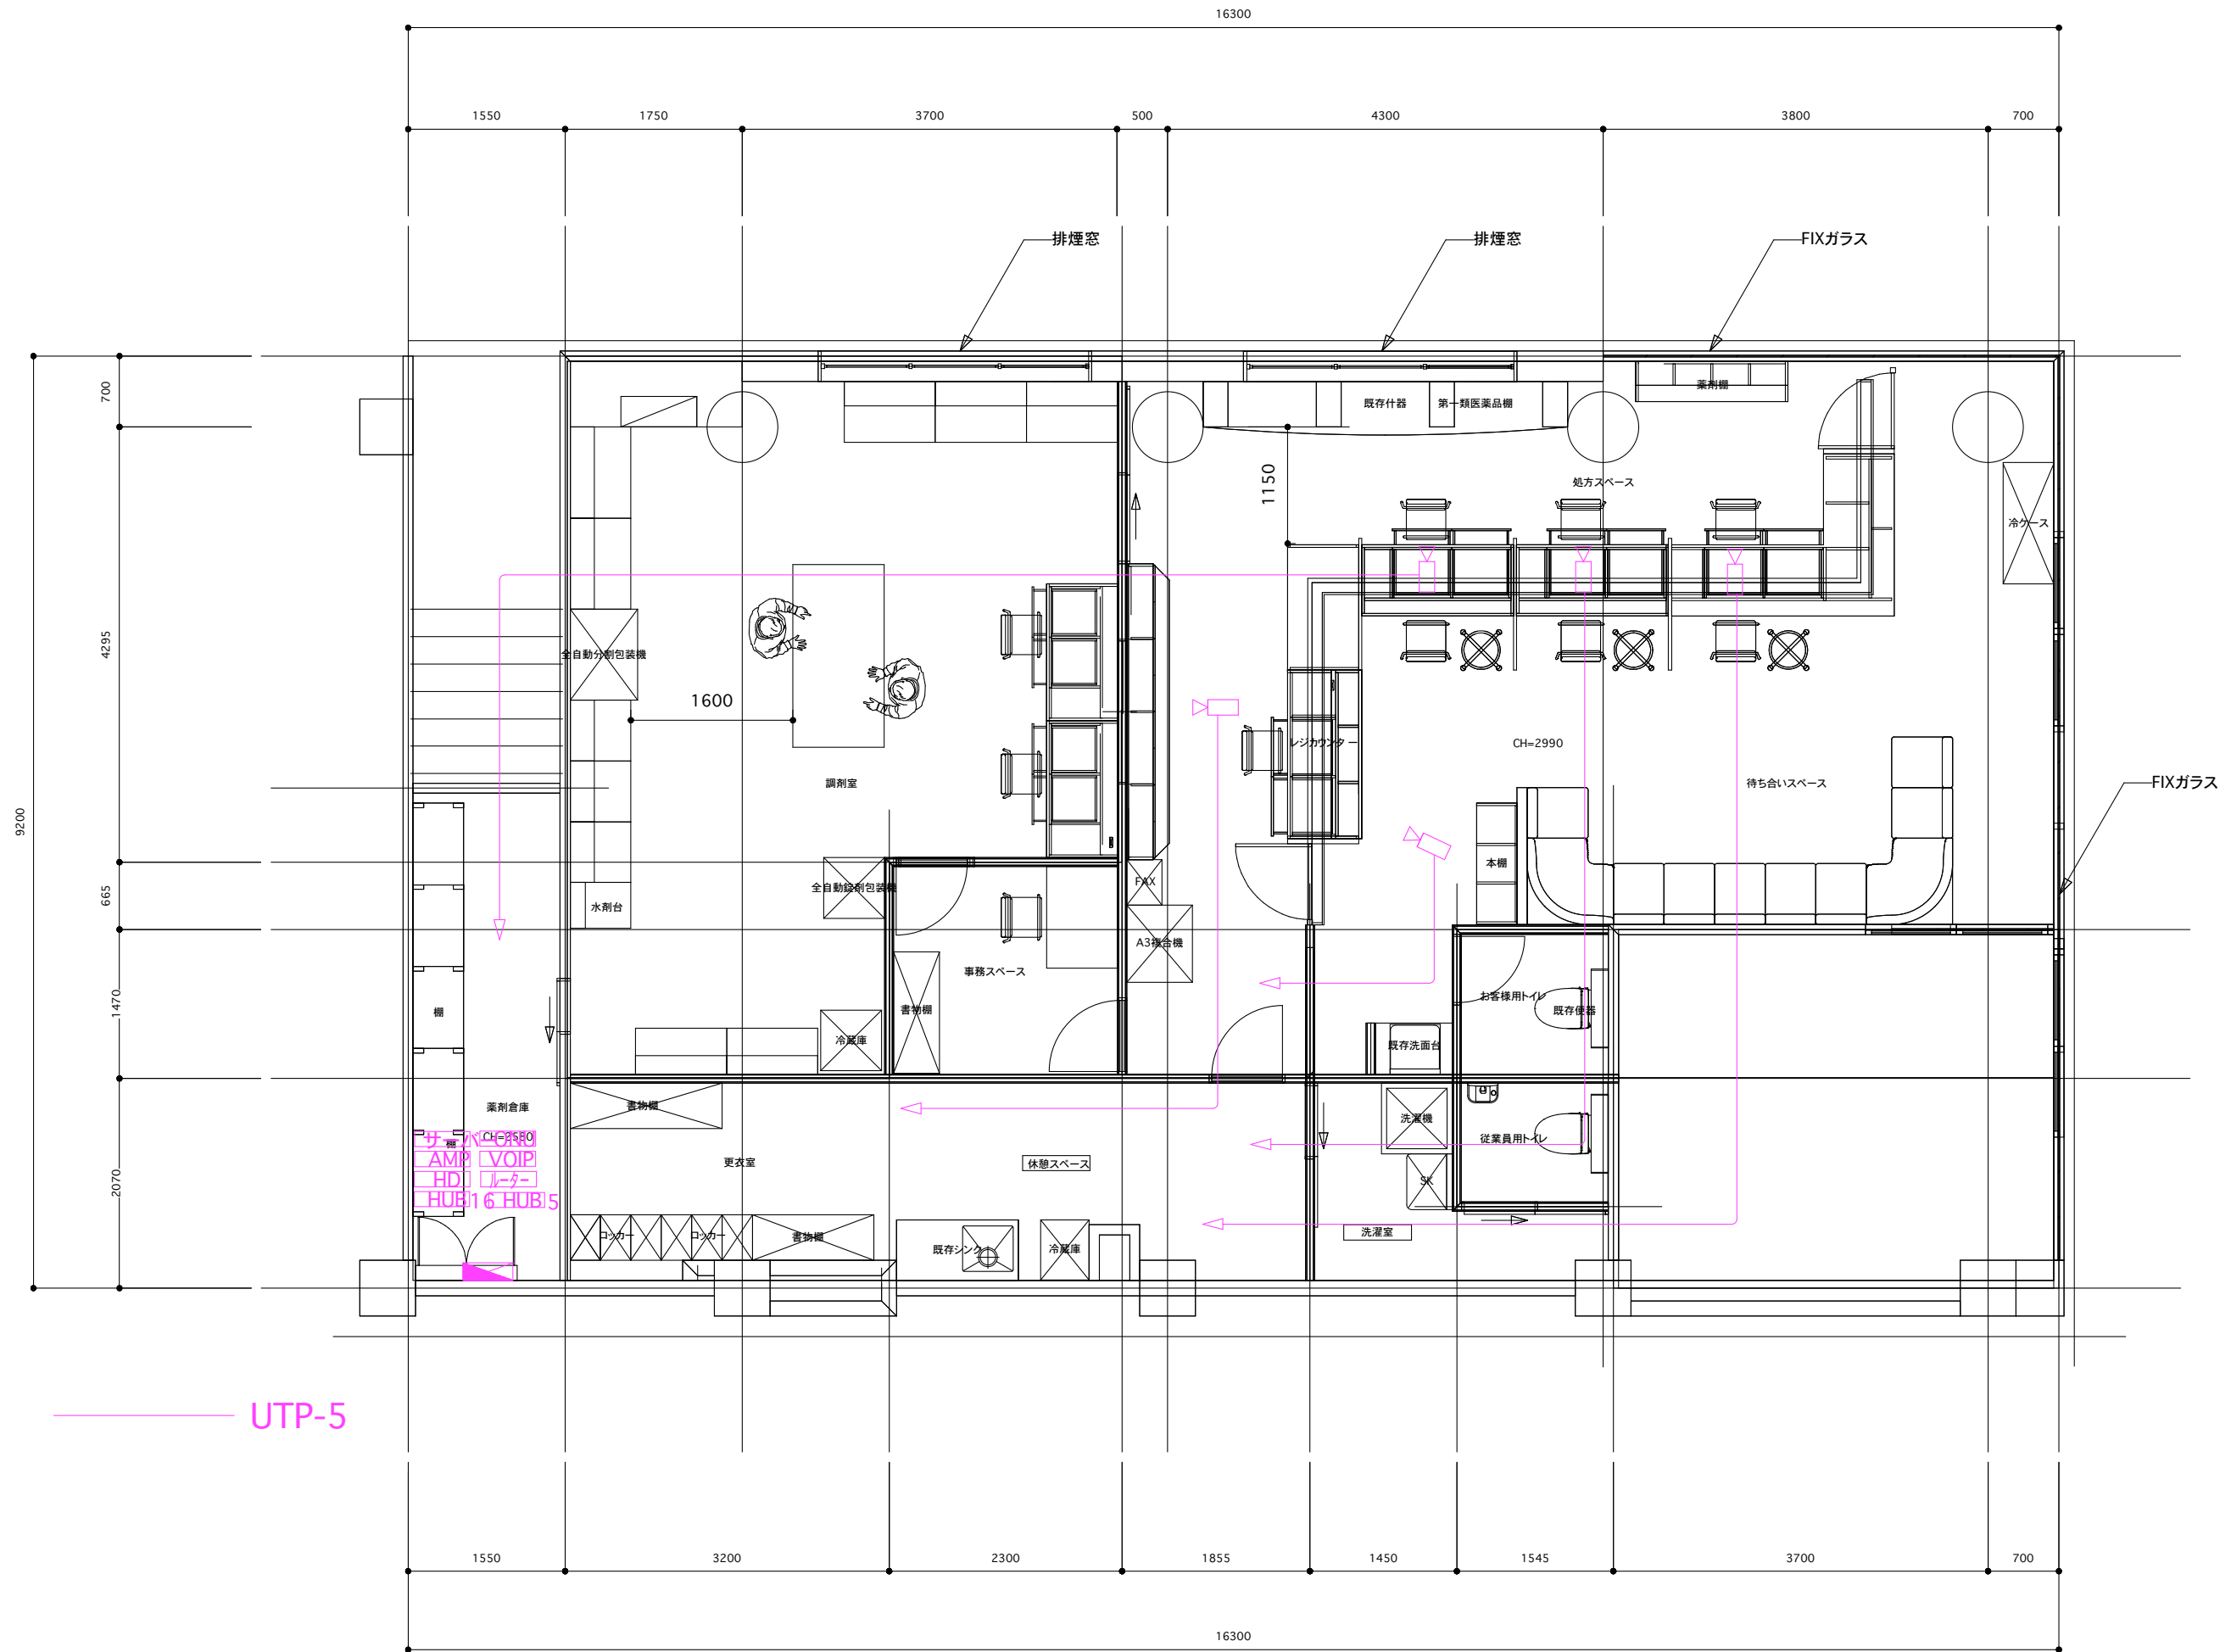 16300
1550
1750
3700
500
4300
3800
700
排煙窓
排煙窓
FIXガラス
700
4295
9200
665
1470
2070
薬剤棚
既存什器
第一類医薬品棚
1150
処方スペース
冷ケース
全自動分割包装機
1600
レジカウンター
CH=2990
調剤室
待ち合いスペース
FIXガラス
本棚
全自動錠剤包装機
FAX
水剤台
A3複合機
事務スペース
お客様用トイレ
書物棚
既存便器
棚
冷蔵庫
既存洗面台
薬剤倉庫
書物棚
洗濯機
CH=2580
棚
サーバー
ONU
従業員用トイレ
AMP
VOIP
更衣室
休憩スペース
HD
ルーター
SK
HUB16
HUB5
ロッカー
ロッカー
書物棚
既存シンク
冷蔵庫
洗濯室
UTP-5
1550
3200
2300
1855
1450
1545
3700
700
16300